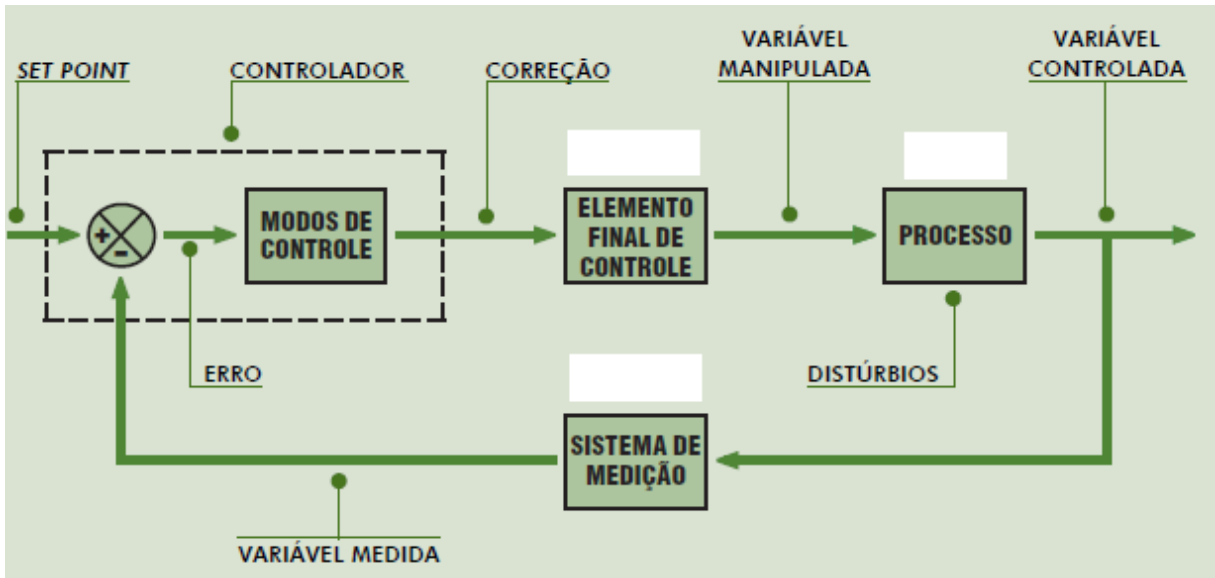 SET POINT
CONTROLADOR
CORREÇÃO
VARIÁVEL
MANIPULADA
VARIÁVEL
CONTROLADA
+
-
MODOS DE
CONTROLE
ELEMENTO
FINAL DE
CONTROLE
PROCESSO
ERRO
DISTÚRBIOS
SISTEMA DE
MEDIÇÃO
VARIÁVEL MEDIDA